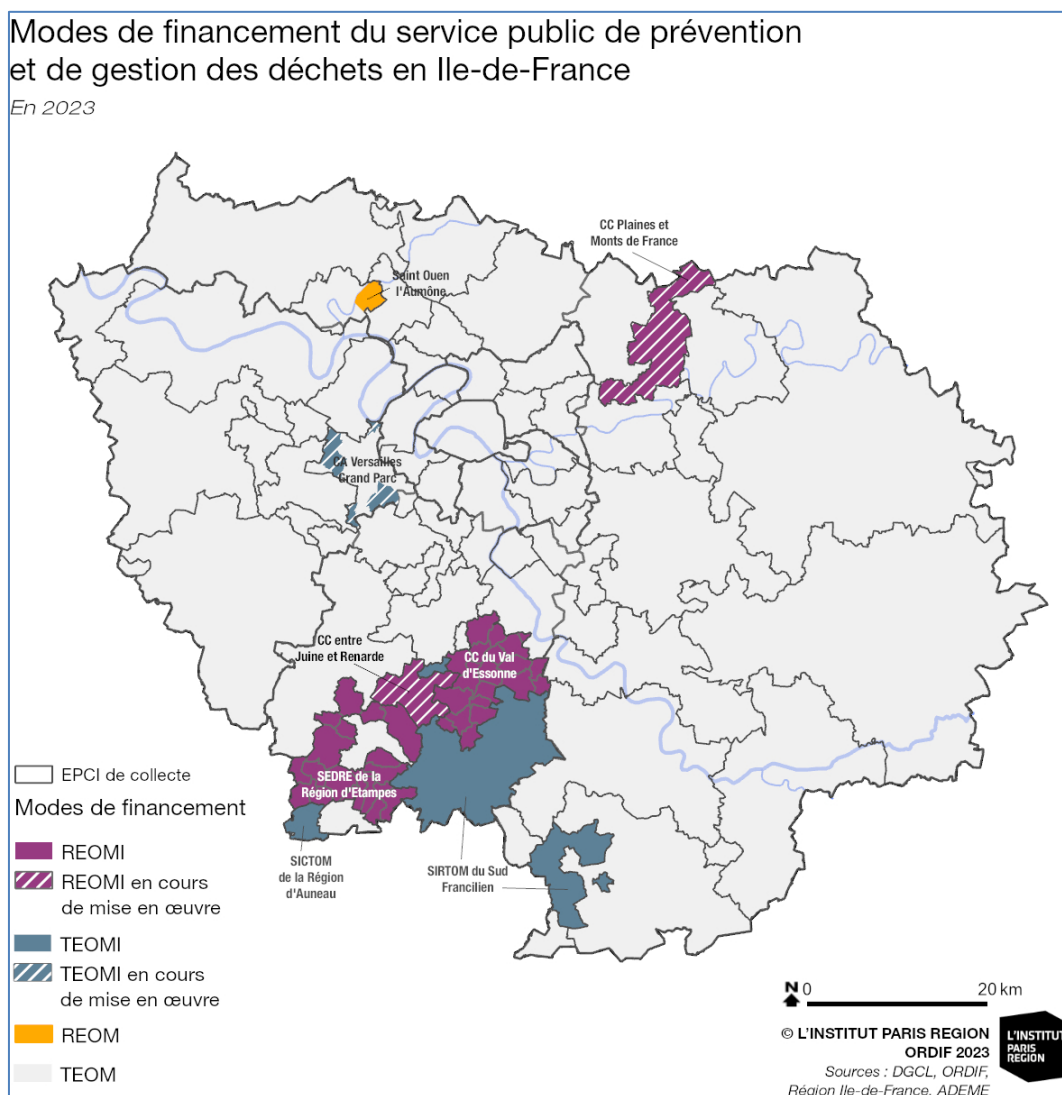 Modes de financement du service public de prévention
et de gestion des déchets en Ile-de-France
En 2023
CC Plaines et
Monts de France
Saint Ouen
l'Aumône
CA Versailles
Grand Parc
CC entre
Juine et Renarde
CC du Val
d'Essonne
SEDRE de la
Région d'Etampes
SICTOM
de la Région
d'Auneau
SIRTOM du Sud
Francilien
EPCI de collecte
Modes de financement
REOMI
REOMI en cours
de mise en œuvre
TEOMI
TEOMI en cours
de mise en œuvre
REOM
TEOM
N 0 20 km
© L'INSTITUT PARIS REGION
ORDIF 2023
Sources : DGCL, ORDIF,
Région Ile-de-France, ADEME
L'INSTITUT
PARIS
REGION